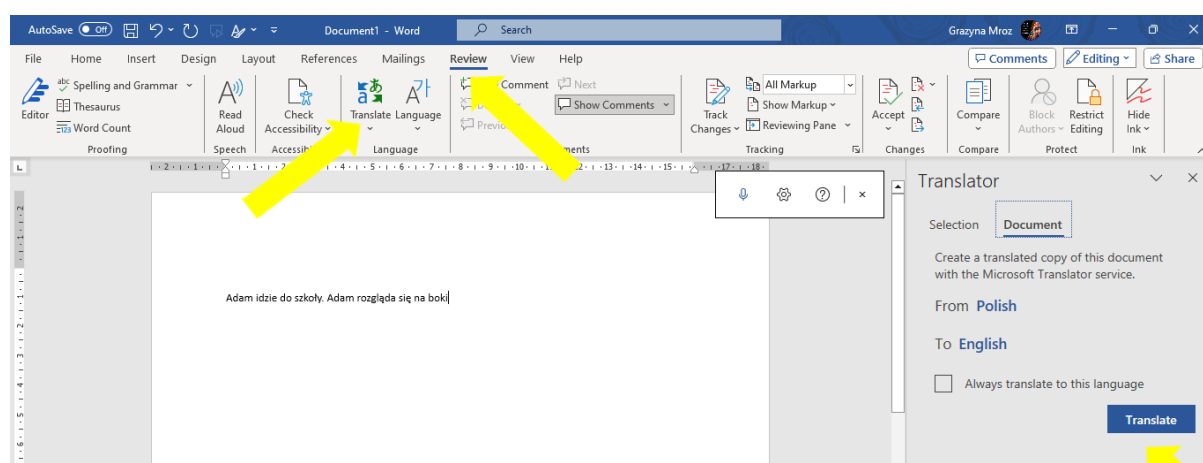 AutoSave Off Document1 - Word Search Grazyna Mroz
File Home Insert Design Layout References Mailings Review View Help Comments Editing Share
Editor
abc Spelling and Grammar
Thesaurus
123 Word Count
Proofing
Read Aloud
Speech
Check Accessibility
Translate Language
Language
Comment
Next
Show Comments
Track Changes
All Markup
Show Markup
Reviewing Pane
Tracking
Accept
Changes
Compare
Compare
Block Authors
Restrict Editing
Protect
Hide Ink
Ink
Translator
Selection Document
Create a translated copy of this document
with the Microsoft Translator service.
From Polish
To English
Always translate to this language
Translate
Adam idzie do szkoły. Adam rozgląda się na boki